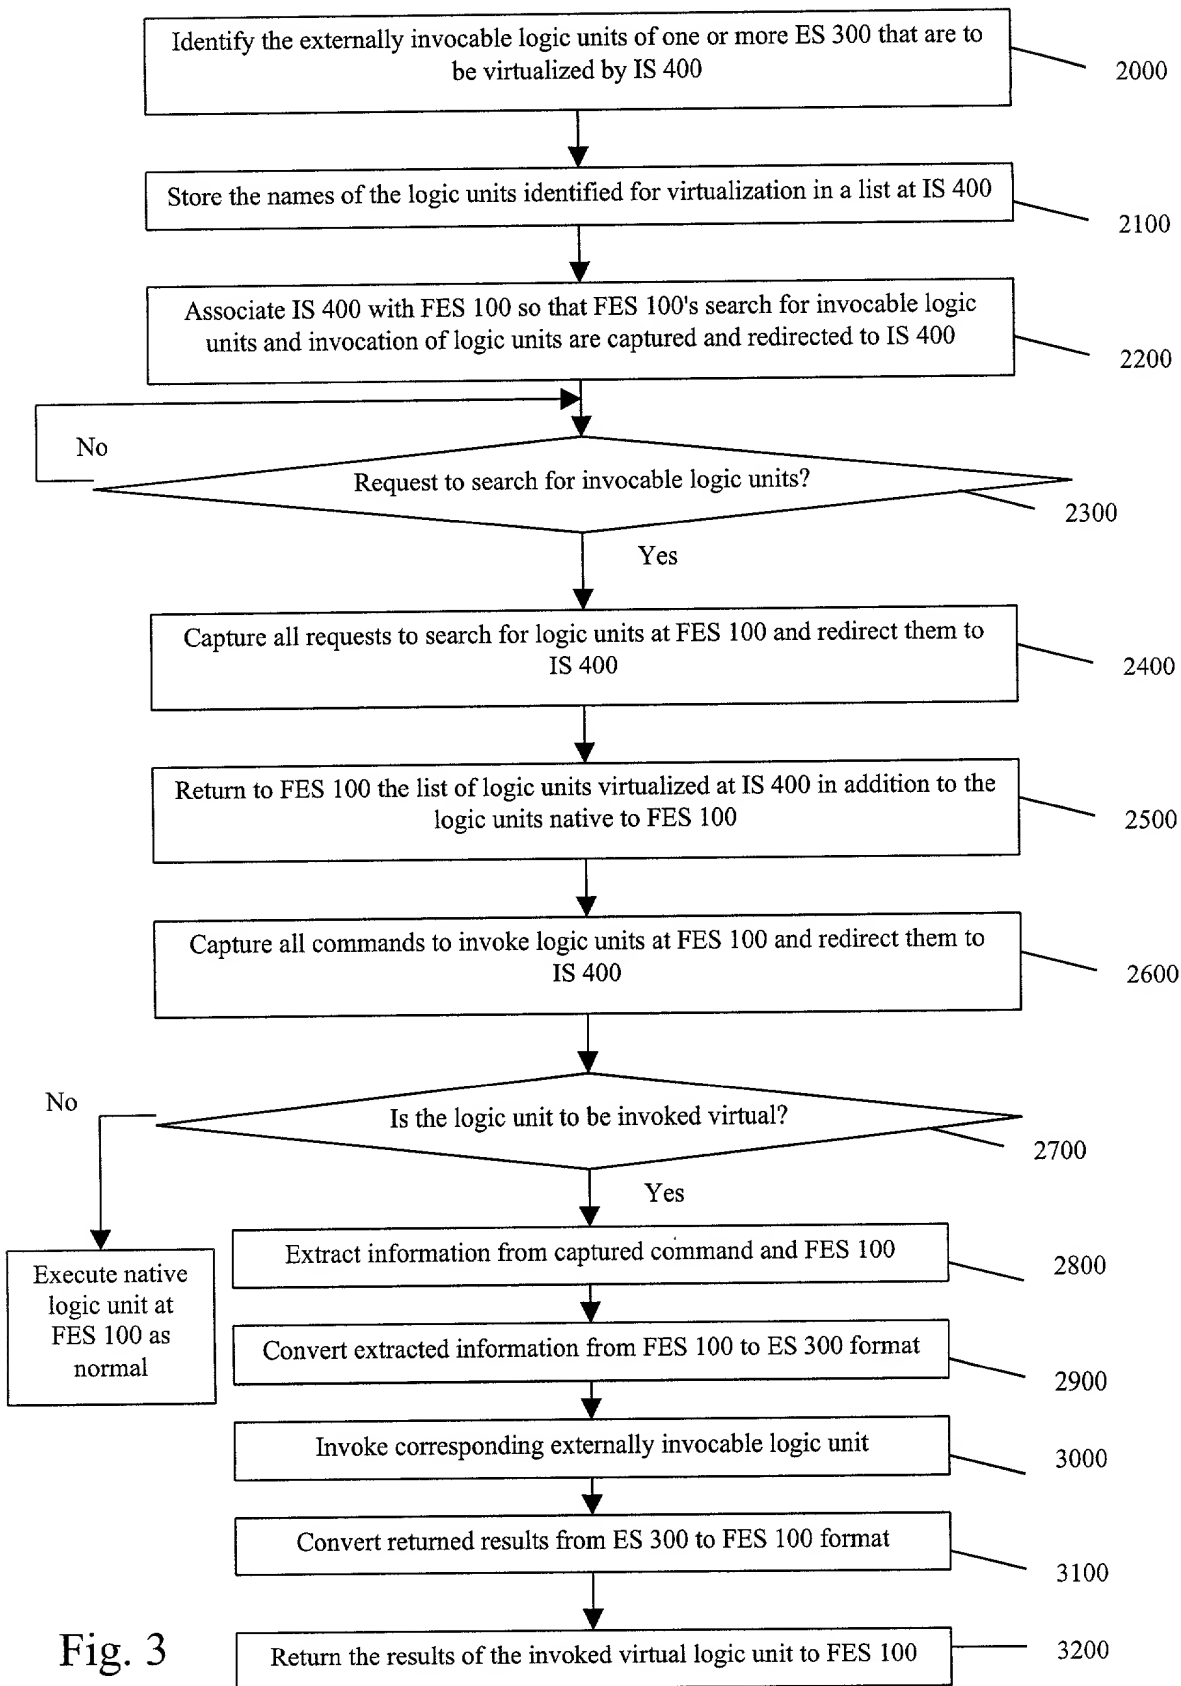 Identify the externally invocable logic units of one or more ES 300 that are to
be virtualized by IS 400
2000
Store the names of the logic units identified for virtualization in a list at IS 400
2100
Associate IS 400 with FES 100 so that FES 100's search for invocable logic
units and invocation of logic units are captured and redirected to IS 400
2200
No
Request to search for invocable logic units?
2300
Yes
Capture all requests to search for logic units at FES 100 and redirect them to
IS 400
2400
Return to FES 100 the list of logic units virtualized at IS 400 in addition to the
logic units native to FES 100
2500
Capture all commands to invoke logic units at FES 100 and redirect them to
IS 400
2600
No
Is the logic unit to be invoked virtual?
2700
Yes
Execute native
logic unit at
FES 100 as
normal
Extract information from captured command and FES 100
2800
Convert extracted information from FES 100 to ES 300 format
2900
Invoke corresponding externally invocable logic unit
3000
Convert returned results from ES 300 to FES 100 format
3100
Return the results of the invoked virtual logic unit to FES 100
3200
Fig. 3